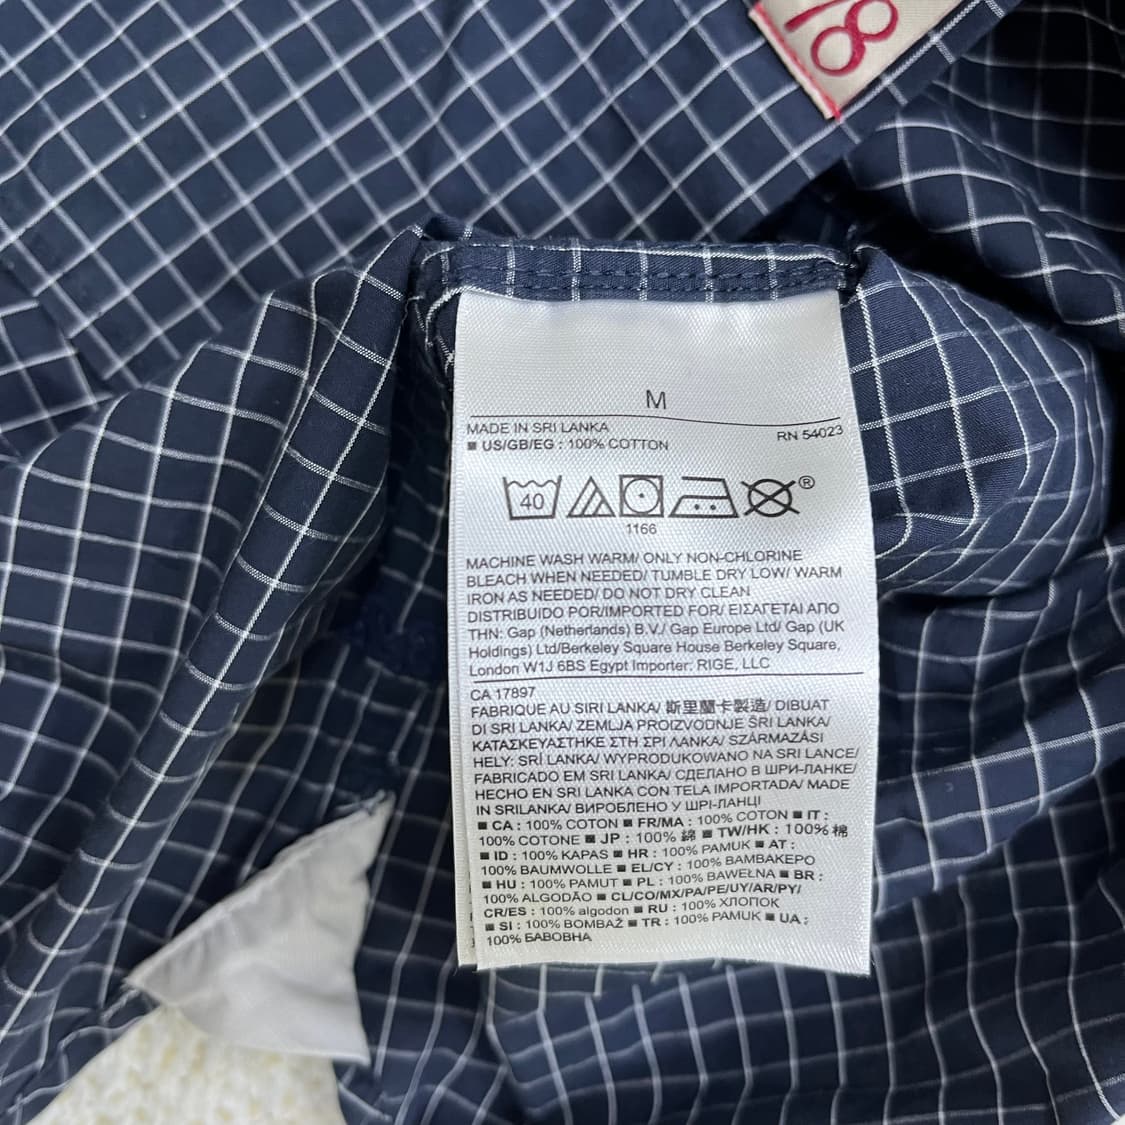 78
M
MADE IN SRI LANKA
RN 54023
■ US/GB/EG : 100% COTTON
40
®
1166
MACHINE WASH WARM/ ONLY NON-CHLORINE
BLEACH WHEN NEEDED/ TUMBLE DRY LOW/ WARM
IRON AS NEEDED/ DO NOT DRY CLEAN
DISTRIBUIDO POR/IMPORTED FOR/ ΕΙΣΑΓΕΤΑΙ ΑΠΟ
ΤΗΝ: Gap (Netherlands) B.V./ Gap Europe Ltd/ Gap (UK
Holdings) Ltd/Berkeley Square House Berkeley Square,
London W1J 6BS Egypt Importer: RIGE, LLC
CA 17897
FABRIQUE AU SIRI LANKA/ 斯里蘭卡製造/ DIBUAT
DI SRI LANKA/ ZEMLJA PROIZVODNJE ŠRI LANKA/
ΚΑΤΑΣΚΕΥΑΣΤΗΚΕ ΣΤΗ ΣΡΙ ΛΑΝΚΑ/ SZÁRMAZÁSI
HELY: SRÍ LANKA/ WYPRODUKOWANO NA SRI LANCE/
FABRICADO EM SRI LANKA/ СДЕЛАНО В ШРИ-ЛАНКЕ/
HECHO EN SRI LANKA CON TELA IMPORTADA/ MADE
IN SRILANKA/ ВИРОБЛЕНО У ШРІ-ЛАНЦІ
■ CA : 100% COTON ■ FR/MA : 100% COTON ■ IT :
100% COTONE ■ JP : 100% 綿 ■ TW/HK : 100% 棉
■ ID : 100% KAPAS ■ HR : 100% PAMUK ■ AT :
100% BAUMWOLLE ■ EL/CY : 100% ΒΑΜΒΑΚΕΡΟ
■ HU : 100% PAMUT ■ PL : 100% BAWEŁNA ■ BR :
100% ALGODÃO ■ CL/CO/MX/PA/PE/UY/AR/PY/
CR/ES : 100% algodon ■ RU : 100% ХЛОПОК
■ SI : 100% BOMBAŽ ■ TR : 100% PAMUK ■ UA :
100% БАВОВНА